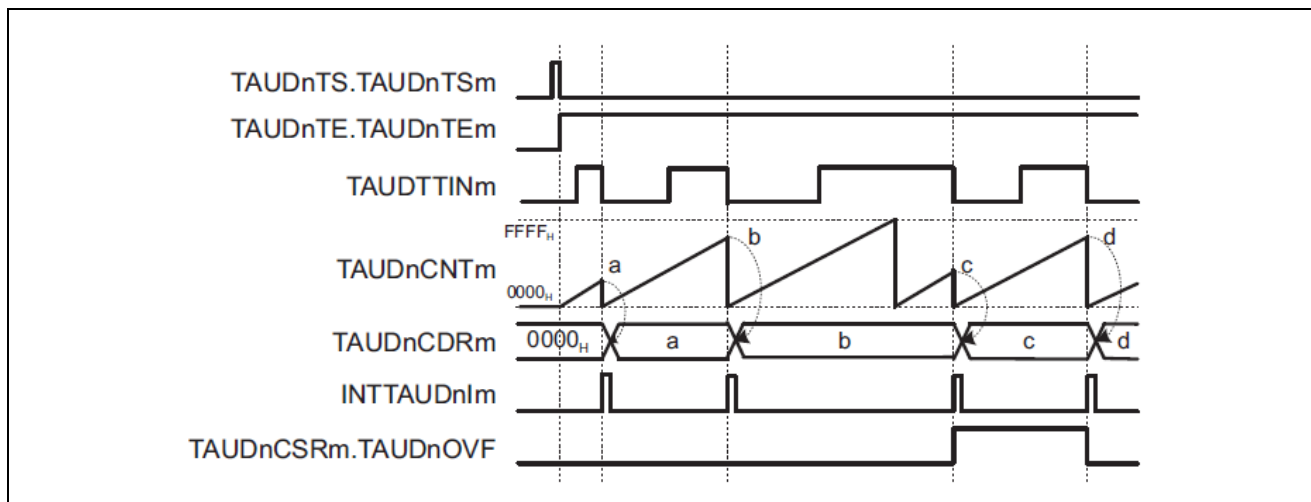 TAUDnTS.TAUDnTSm
TAUDnTE.TAUDnTEm
TAUDTTINm
FFFFH
b
d
TAUDnCNTm
a
c
0000H
TAUDnCDRm
0000H
a
b
c
d
INTTAUDnIm
TAUDnCSRm.TAUDnOVF